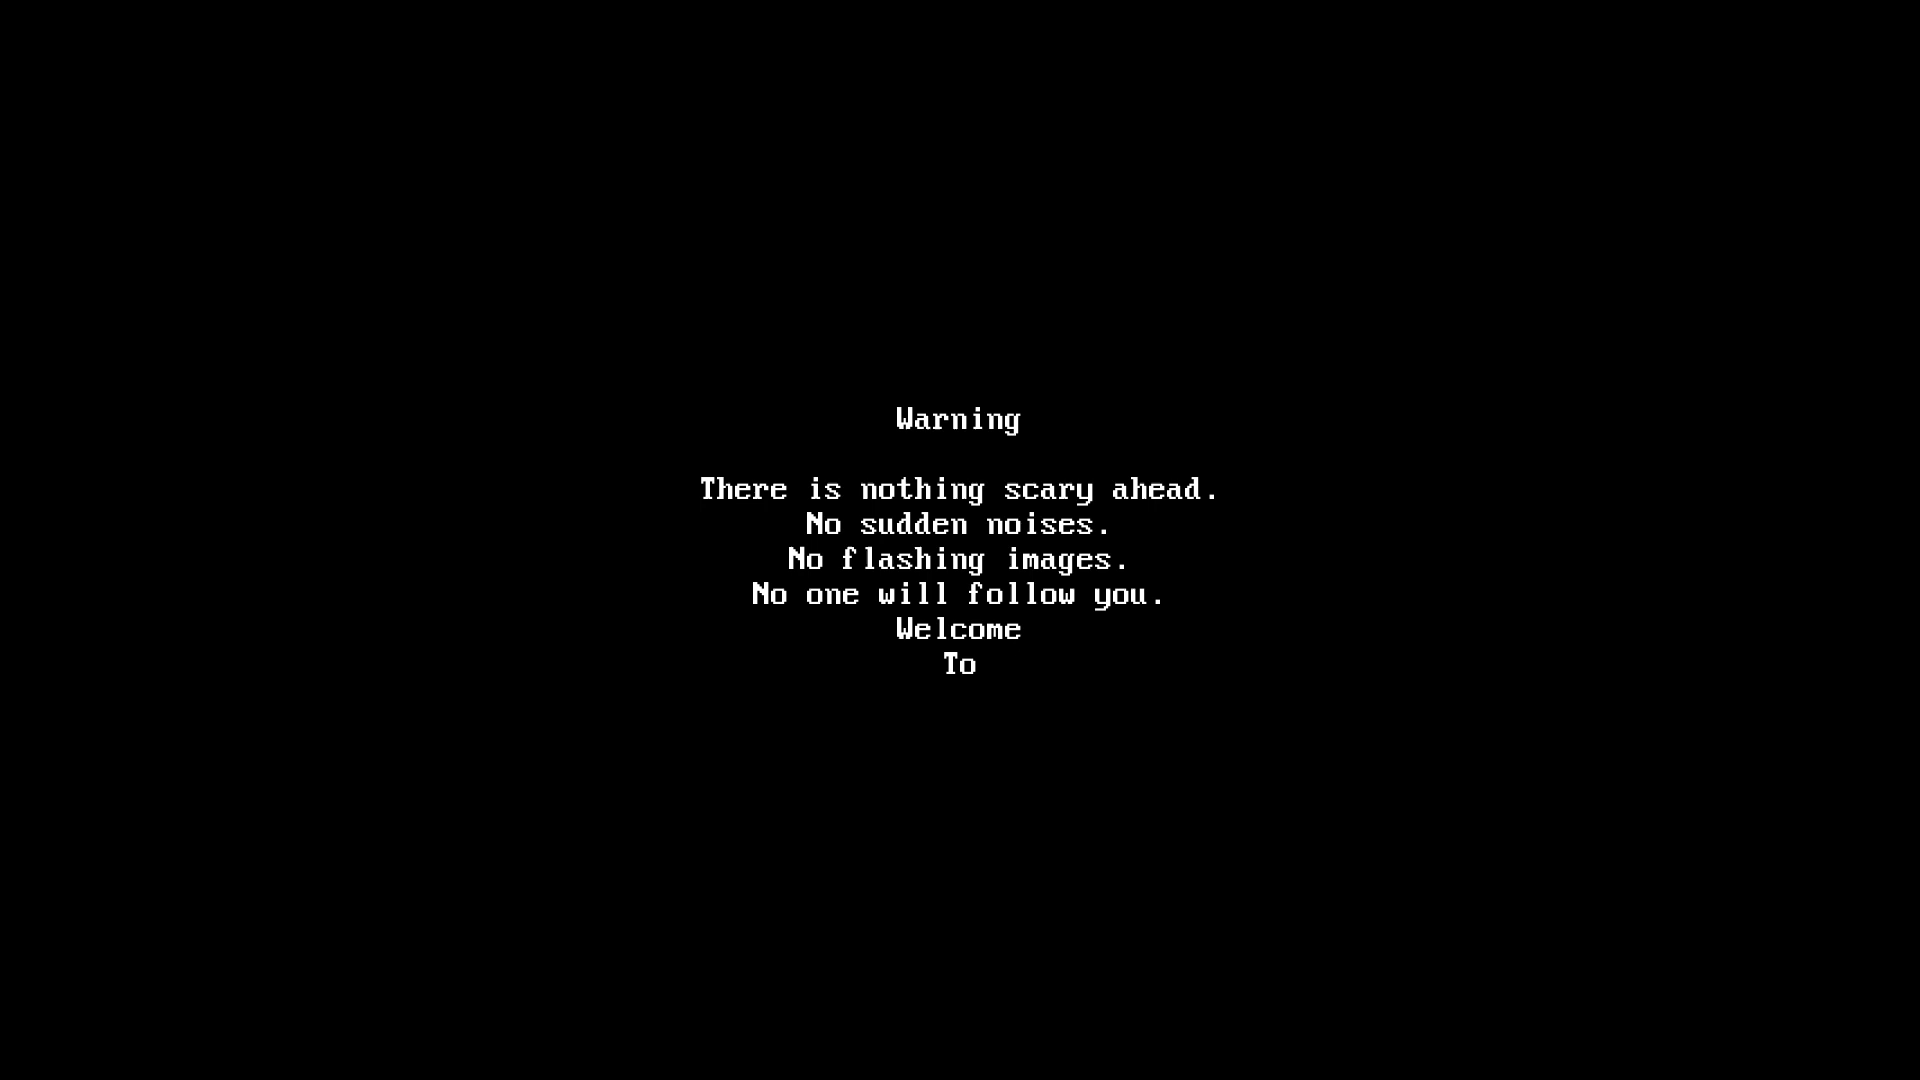 Warning
There is nothing scary ahead.
No sudden noises.
No flashing images.
No one will follow you.
Welcome
To